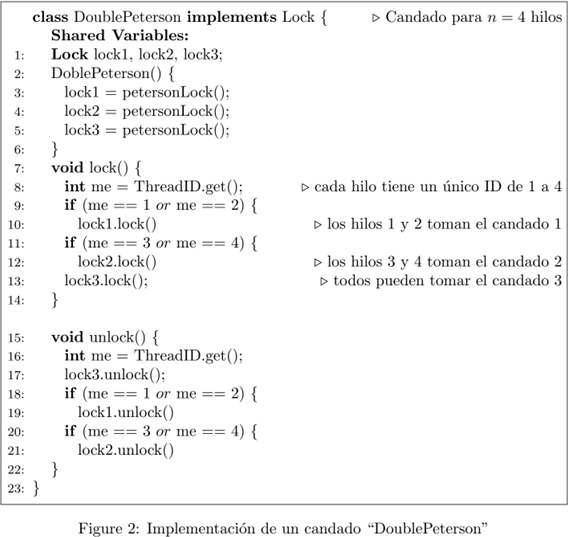 class DoublePeterson implements Lock { ▷ Candado para n = 4 hilos
Shared Variables:
1: Lock lock1, lock2, lock3;
2: DoblePeterson() {
3: lock1 = petersonLock();
4: lock2 = petersonLock();
5: lock3 = petersonLock();
6: }
7: void lock() {
8: int me = ThreadID.get(); ▷ cada hilo tiene un único ID de 1 a 4
9: if (me == 1 or me == 2) {
10: lock1.lock() ▷ los hilos 1 y 2 toman el candado 1
11: if (me == 3 or me == 4) {
12: lock2.lock() ▷ los hilos 3 y 4 toman el candado 2
13: lock3.lock(); ▷ todos pueden tomar el candado 3
14: }
15: void unlock() {
16: int me = ThreadID.get();
17: lock3.unlock();
18: if (me == 1 or me == 2) {
19: lock1.unlock()
20: if (me == 3 or me == 4) {
21: lock2.unlock()
22: }
23: }
Figure 2: Implementación de un candado “DoublePeterson”